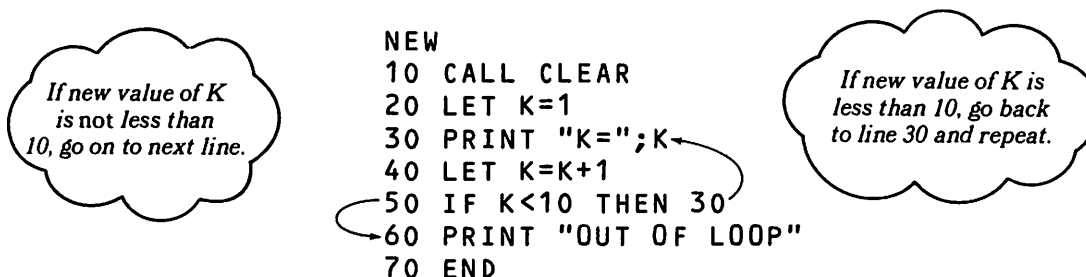 If new value of K
is not less than
10, go on to next line.
NEW
10 CALL CLEAR
20 LET K=1
30 PRINT "K=";K
40 LET K=K+1
50 IF K<10 THEN 30
60 PRINT "OUT OF LOOP"
70 END
If new value of K is
less than 10, go back
to line 30 and repeat.